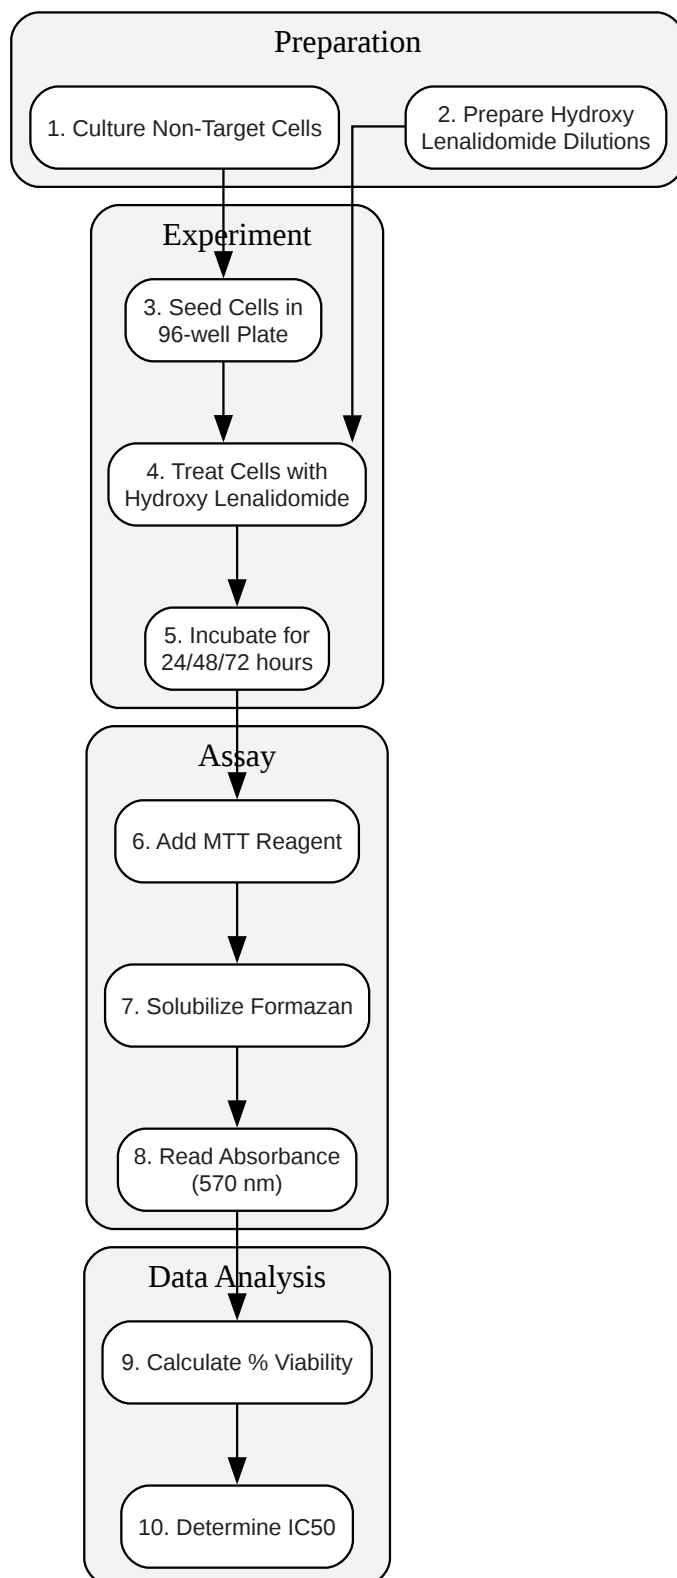 Preparation
1. Culture Non-Target Cells
2. Prepare Hydroxy
Lenalidomide Dilutions
Experiment
3. Seed Cells in
96-well Plate
4. Treat Cells with
Hydroxy Lenalidomide
5. Incubate for
24/48/72 hours
Assay
6. Add MTT Reagent
7. Solubilize Formazan
8. Read Absorbance
(570 nm)
Data Analysis
9. Calculate % Viability
10. Determine IC50